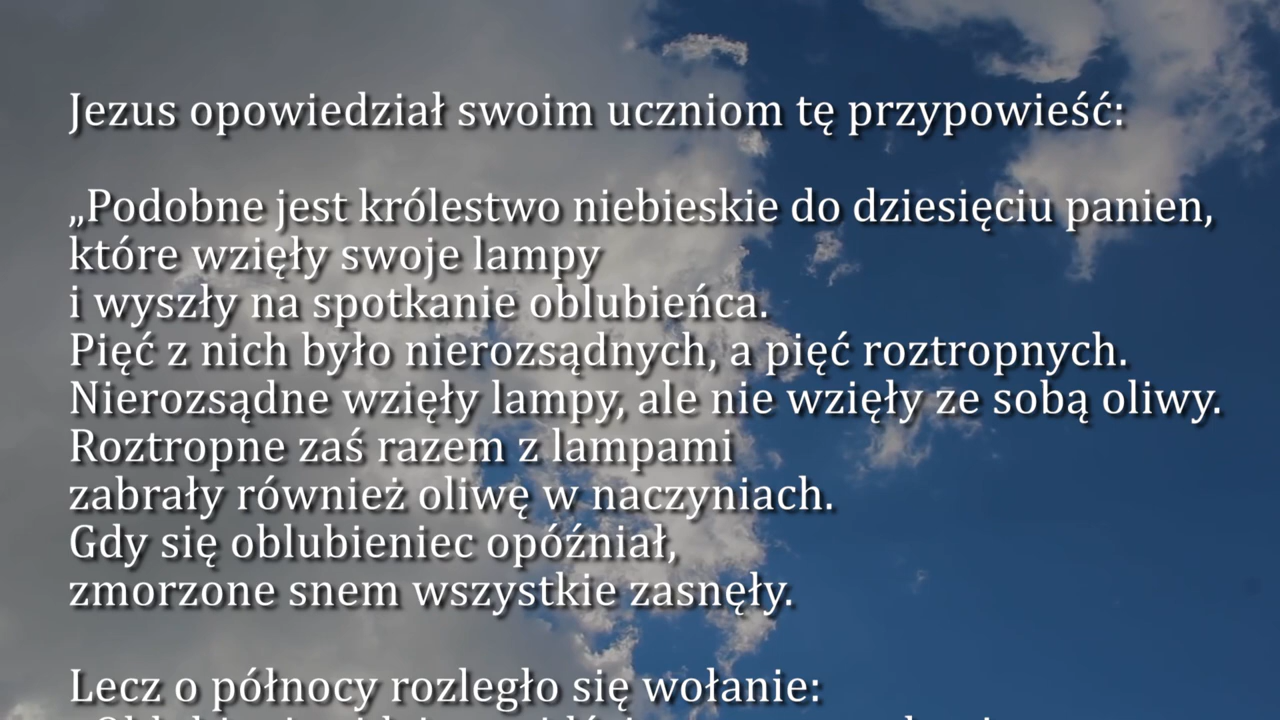 Jezus opowiedział swoim uczniom tę przypowieść:
„Podobne jest królestwo niebieskie do dziesięciu panien,
które wzięły swoje lampy
i wyszły na spotkanie oblubieńca.
Pięć z nich było nierozsądnych, a pięć roztropnych.
Nierozsądne wzięły lampy, ale nie wzięły ze sobą oliwy.
Roztropne zaś razem z lampami
zabrały również oliwę w naczyniach.
Gdy się oblubieniec opóźniał,
zmorzone snem wszystkie zasnęły.
Lecz o północy rozległo się wołanie: